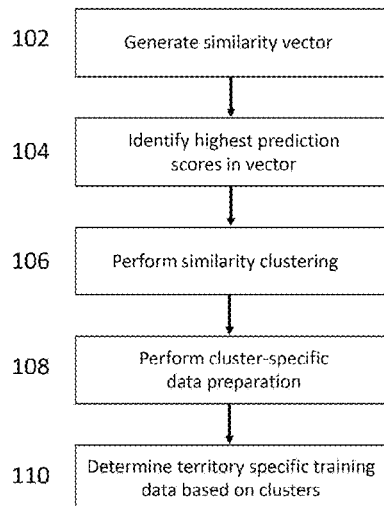 102
Generate similarity vector
104
Identify highest prediction
scores in vector
106
Perform similarity clustering
108
Perform cluster-specific
data preparation
110
Determine territory specific training
data based on clusters